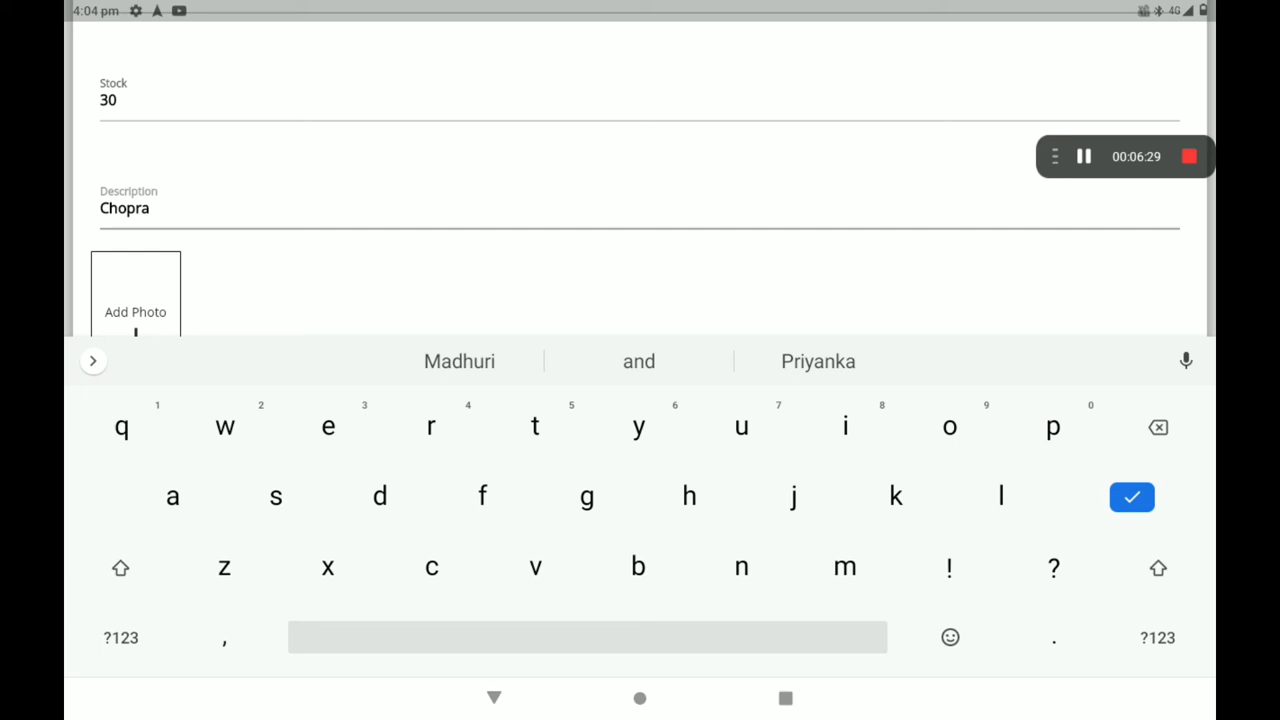 4:04 pm
4G
Stock
30
00:06:29
Description
Chopra
Add Photo
Madhuri and Priyanka
1 2 3 4 5 6 7 8 9 0
q w e r t y u i o p
a s d f g h j k l
z x c v b n m ! ?
?123 , . ?123